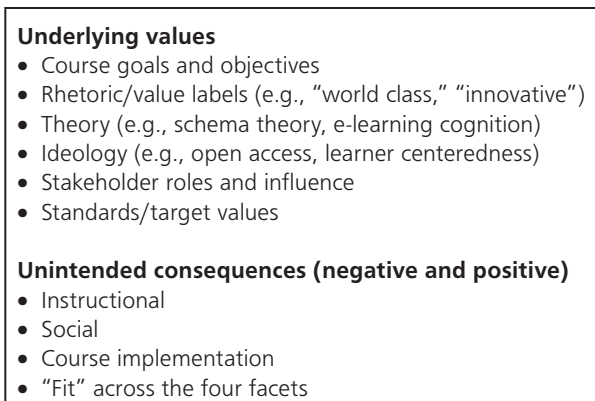 Underlying values
• Course goals and objectives
• Rhetoric/value labels (e.g., “world class,” “innovative”)
• Theory (e.g., schema theory, e-learning cognition)
• Ideology (e.g., open access, learner centeredness)
• Stakeholder roles and influence
• Standards/target values
Unintended consequences (negative and positive)
• Instructional
• Social
• Course implementation
• “Fit” across the four facets